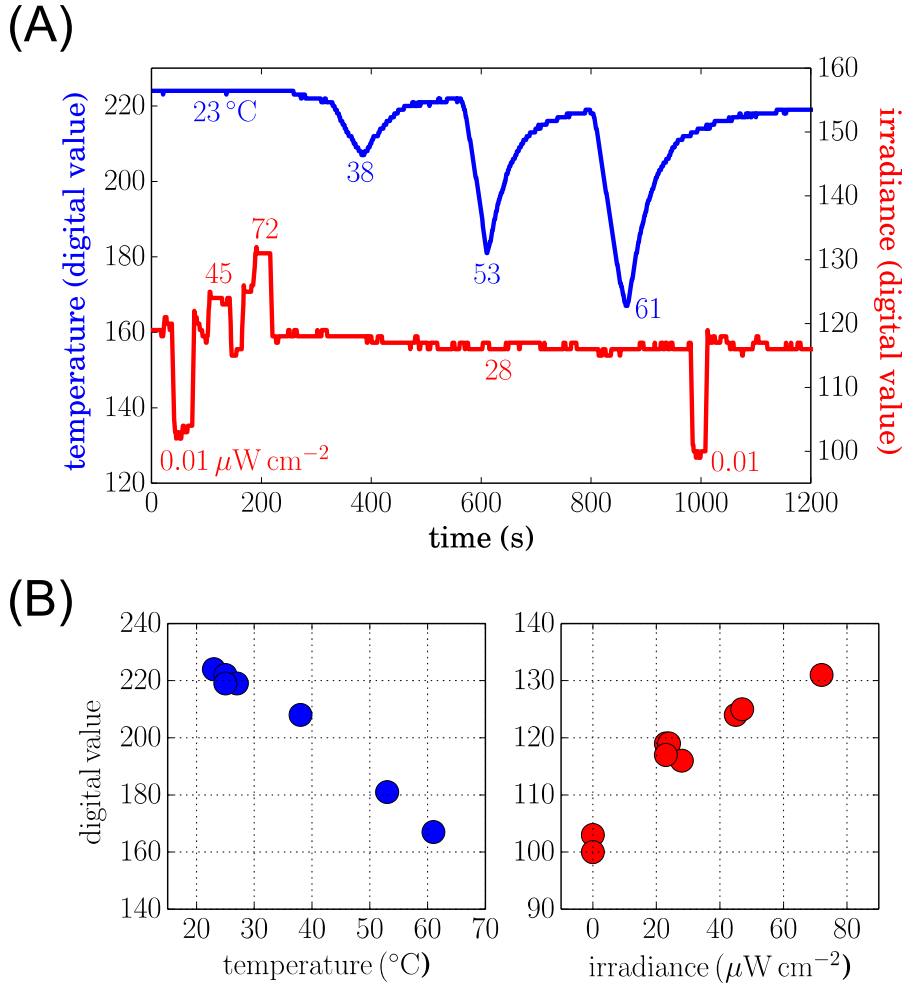 (A)
temperature (digital value)
220
200
180
160
140
120
160
150
140
130
120
110
100
irradiance (digital value)
23 °C
38
53
61
72
45
28
0.01 μW cm⁻²
0.01
0 200 400 600 800 1000 1200
time (s)
(B)
digital value
240
220
200
180
160
140
20 30 40 50 60 70
temperature (°C)
140
130
120
110
100
90
0 20 40 60 80
irradiance (μW cm⁻²)